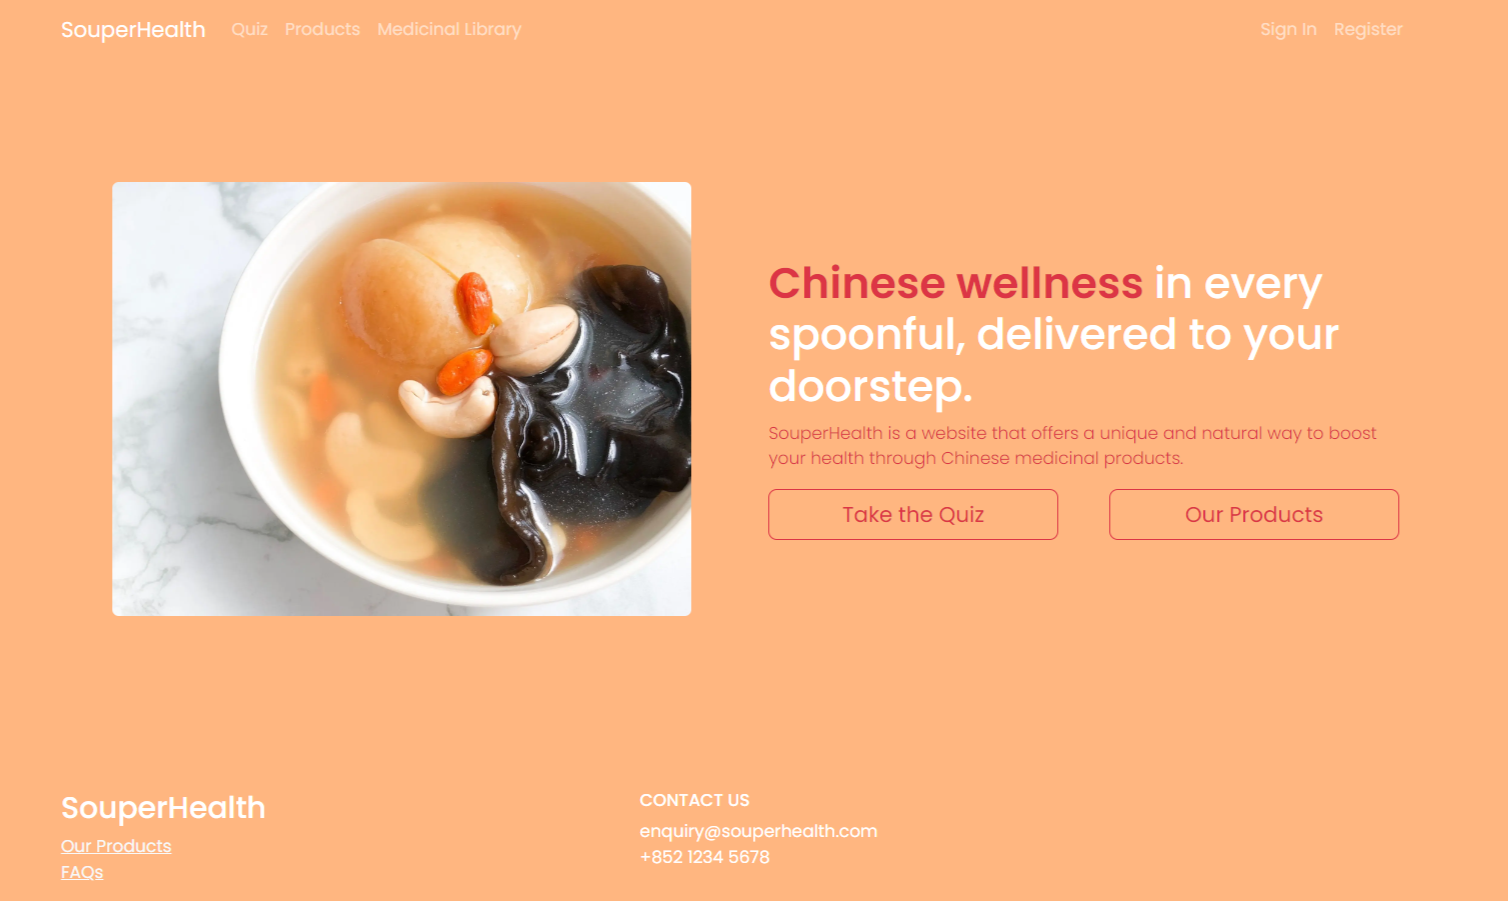 SouperHealth Quiz Products Medicinal Library Sign In Register
Chinese wellness in every
spoonful, delivered to your
doorstep.
SouperHealth is a website that offers a unique and natural way to boost
your health through Chinese medicinal products.
Take the Quiz Our Products
SouperHealth
Our Products
FAQs
CONTACT US
enquiry@souperhealth.com
+852 1234 5678